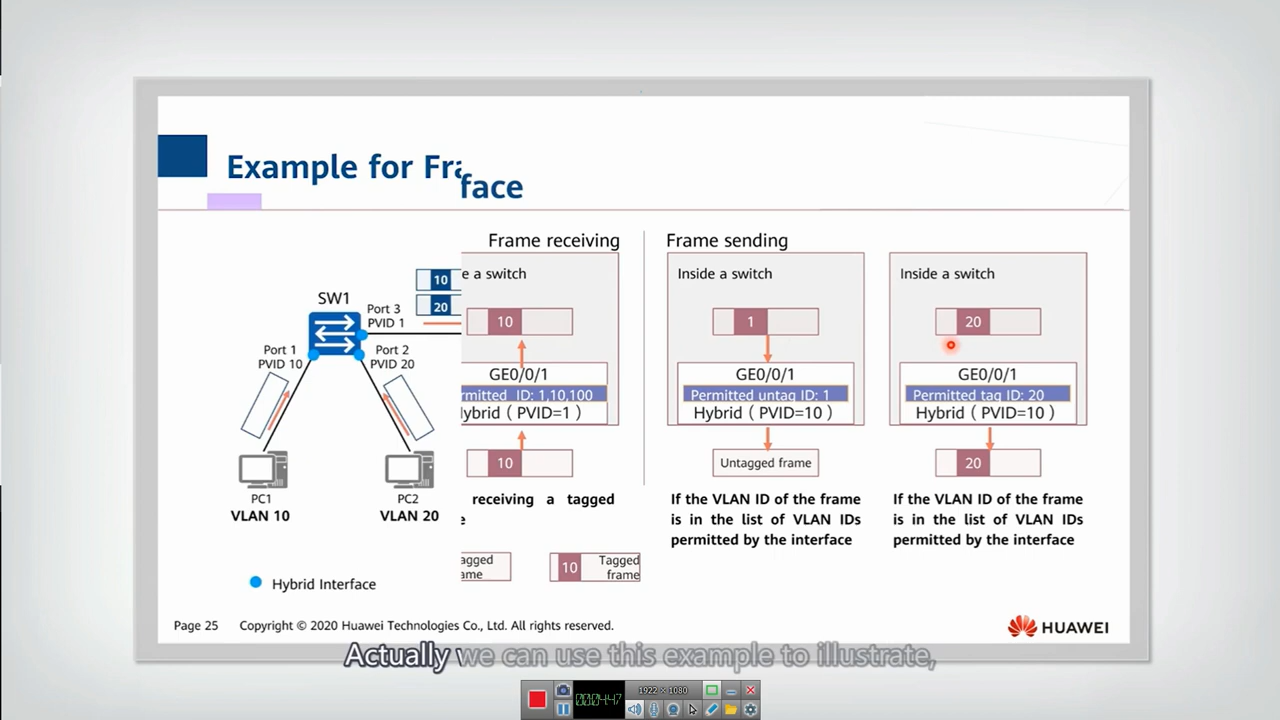 Example for Fra
face
Frame receiving
Frame sending
10
20
SW1
Port 3
PVID 1
Port 1
PVID 10
Port 2
PVID 20
PC1
VLAN 10
PC2
VLAN 20
Hybrid Interface
e a switch
10
GE0/0/1
rmitted ID: 1,10,100
ybrid ( PVID=1 )
10
receiving a tagged
e
agged
ame
10
Tagged
frame
Inside a switch
1
GE0/0/1
Permitted untag ID: 1
Hybrid ( PVID=10 )
Untagged frame
If the VLAN ID of the frame
is in the list of VLAN IDs
permitted by the interface
Inside a switch
20
GE0/0/1
Permitted tag ID: 20
Hybrid ( PVID=10 )
20
If the VLAN ID of the frame
is in the list of VLAN IDs
permitted by the interface
Page 25 Copyright © 2020 Huawei Technologies Co., Ltd. All rights reserved.
HUAWEI
Actually we can use this example to illustrate,
00:04:47
1922 × 1080